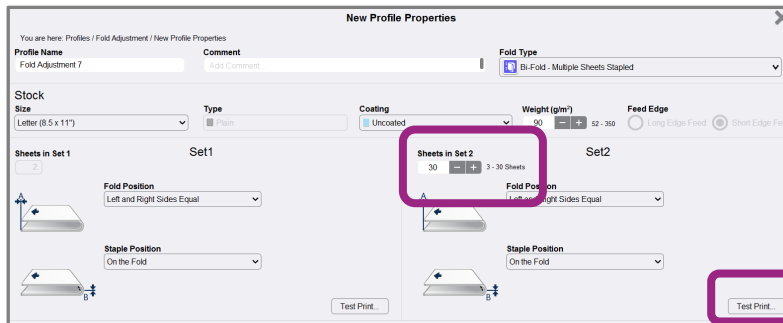 New Profile Properties
You are here: Profiles / Fold Adjustment / New Profile Properties
Profile Name Comment Fold Type
Fold Adjustment 7 Add Comment Bi-Fold - Multiple Sheets Stapled
Stock
Size Type Coating Weight (g/m²) Feed Edge
Letter (8.5 x 11") Plain Uncoated 90 − + 52 - 350 Long Edge Feed Short Edge Fe
Sheets in Set 1 Set1 Sheets in Set 2 Set2
2 30 − + 3 - 30 Sheets
A Fold Position A Fold Position
Left and Right Sides Equal Left and Right Sides Equal
Staple Position Staple Position
On the Fold On the Fold
B B
Test Print... Test Print...